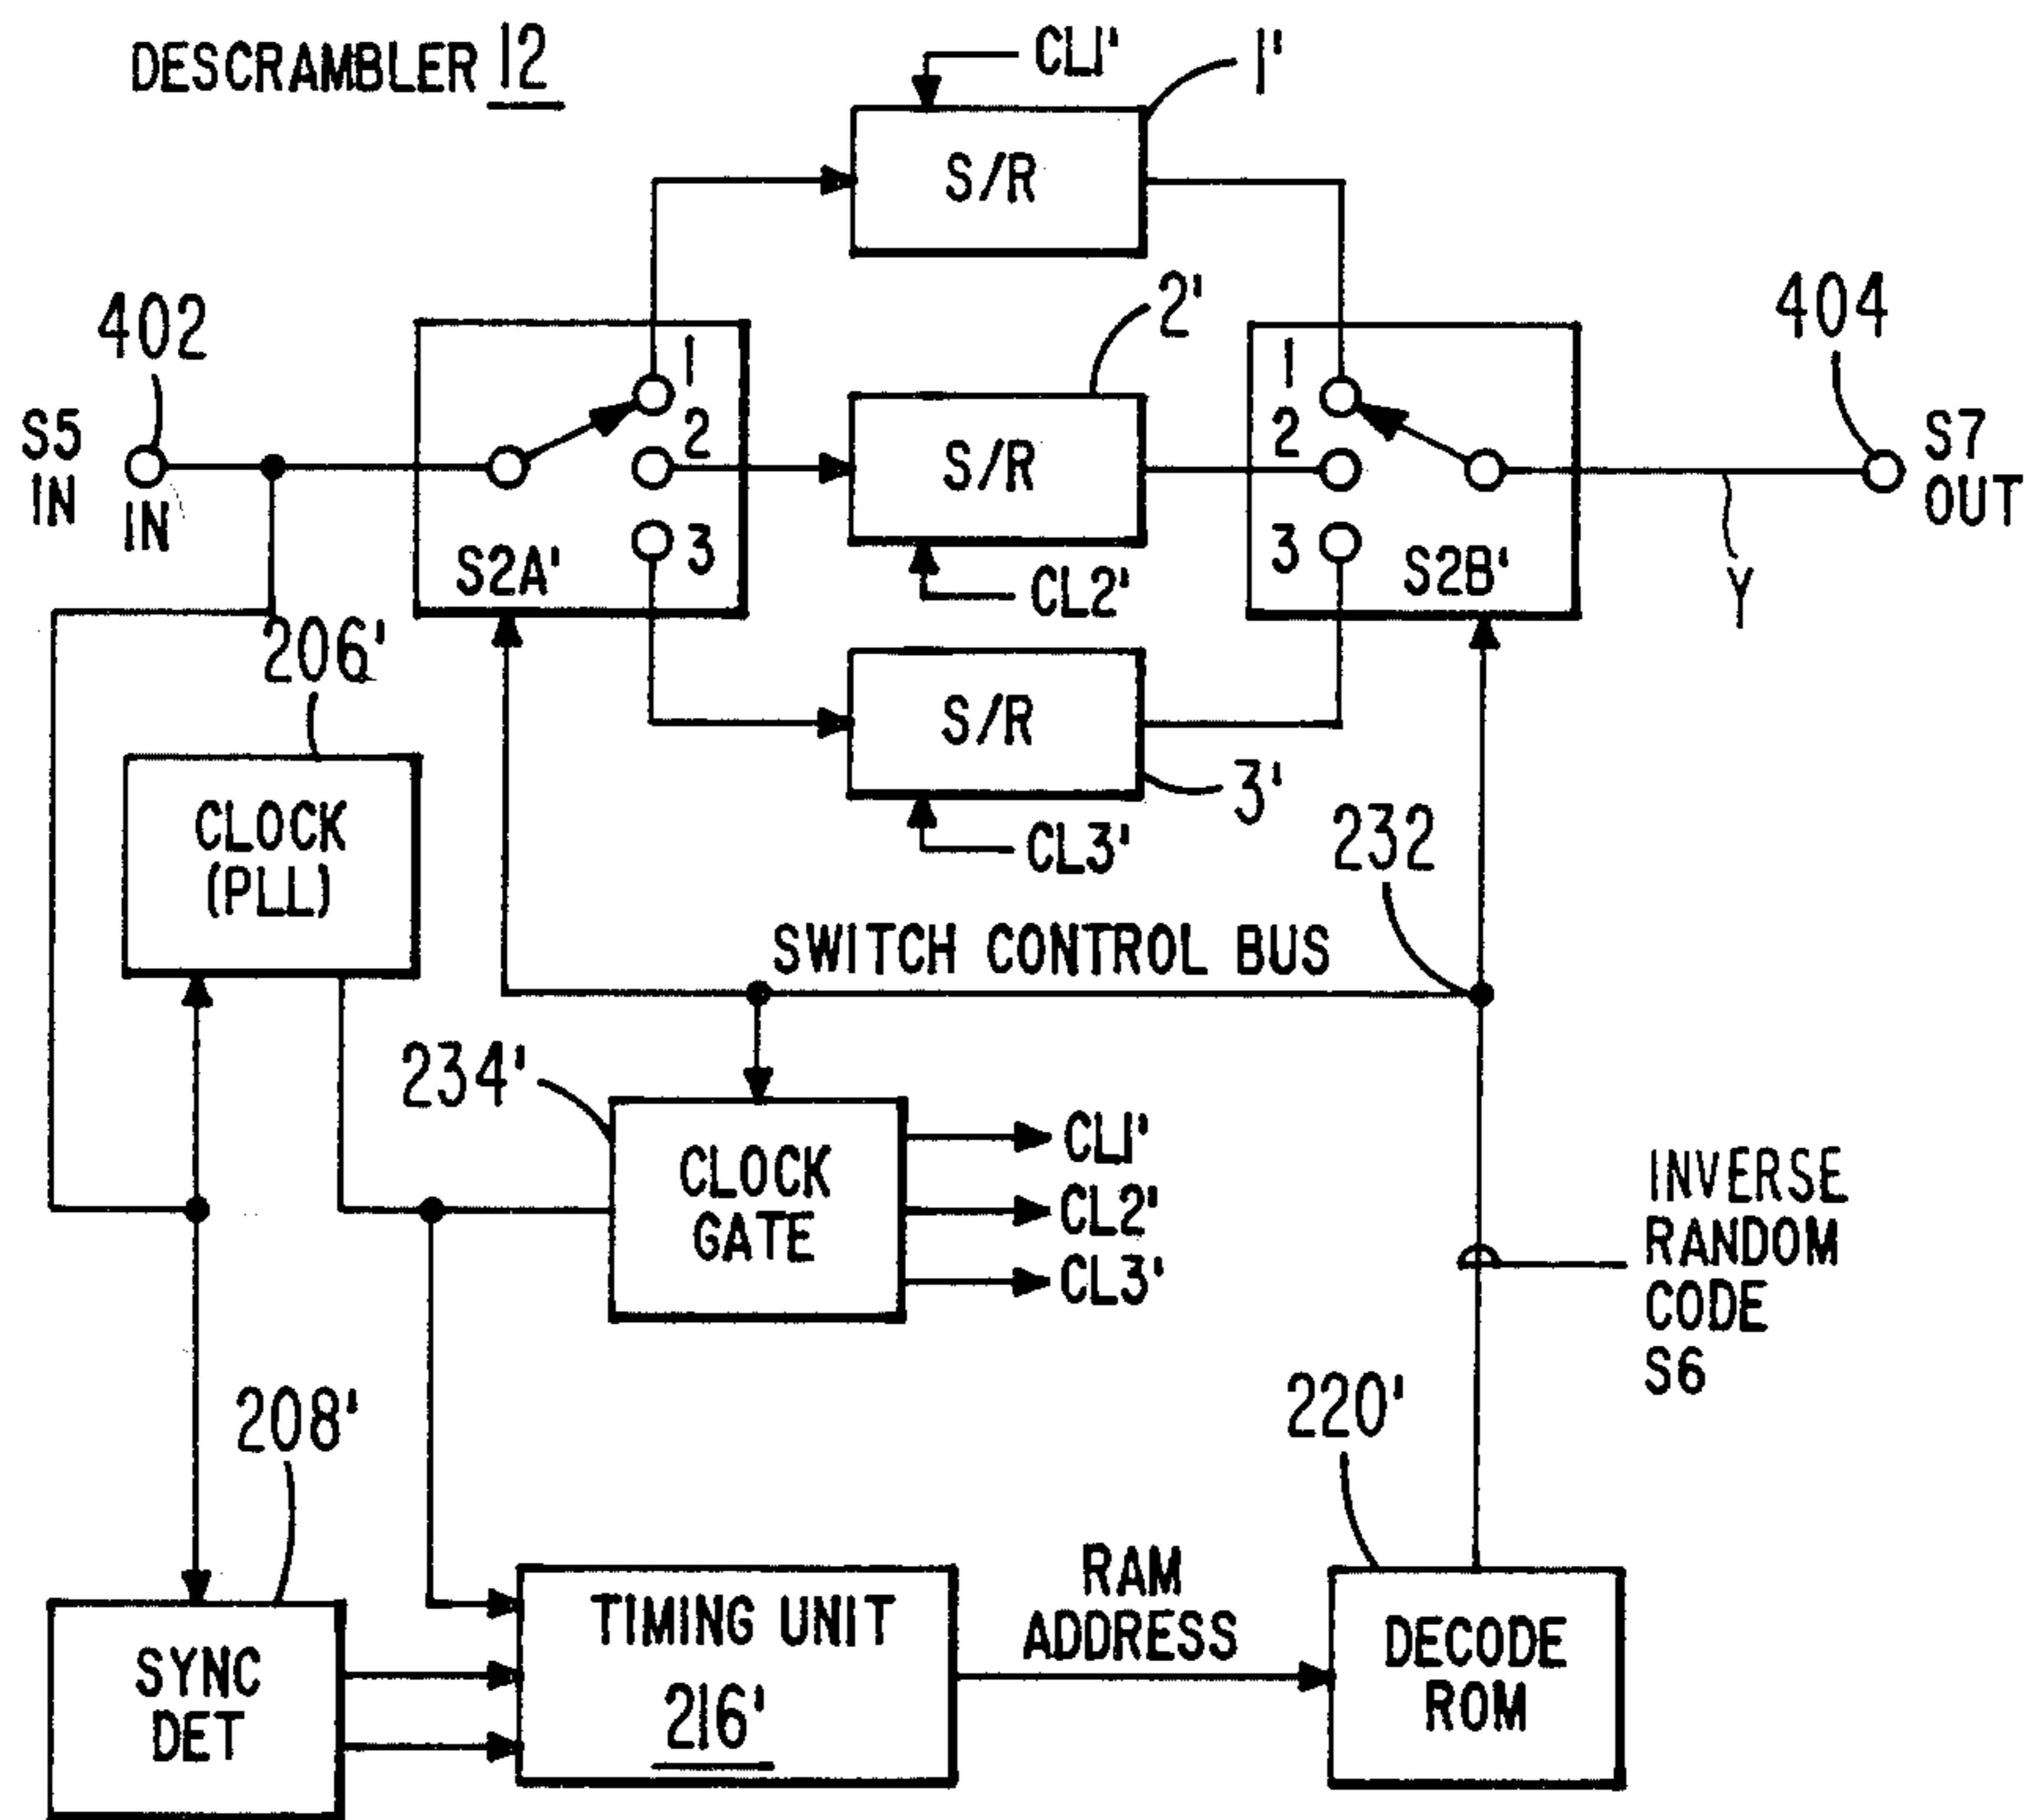 DESCRAMBLER 12
CL1'
1'
S/R
402
S5
IN
IN
1
2
3
S2A'
2'
S/R
CL2'
1
2
3
S2B'
404
S7
OUT
Y
206'
CLOCK
(PLL)
S/R
3'
CL3'
232
SWITCH CONTROL BUS
234'
CLOCK
GATE
CL1'
CL2'
CL3'
INVERSE
RANDOM
CODE
S6
208'
SYNC
DET
TIMING UNIT
216'
RAM
ADDRESS
220'
DECODE
ROM